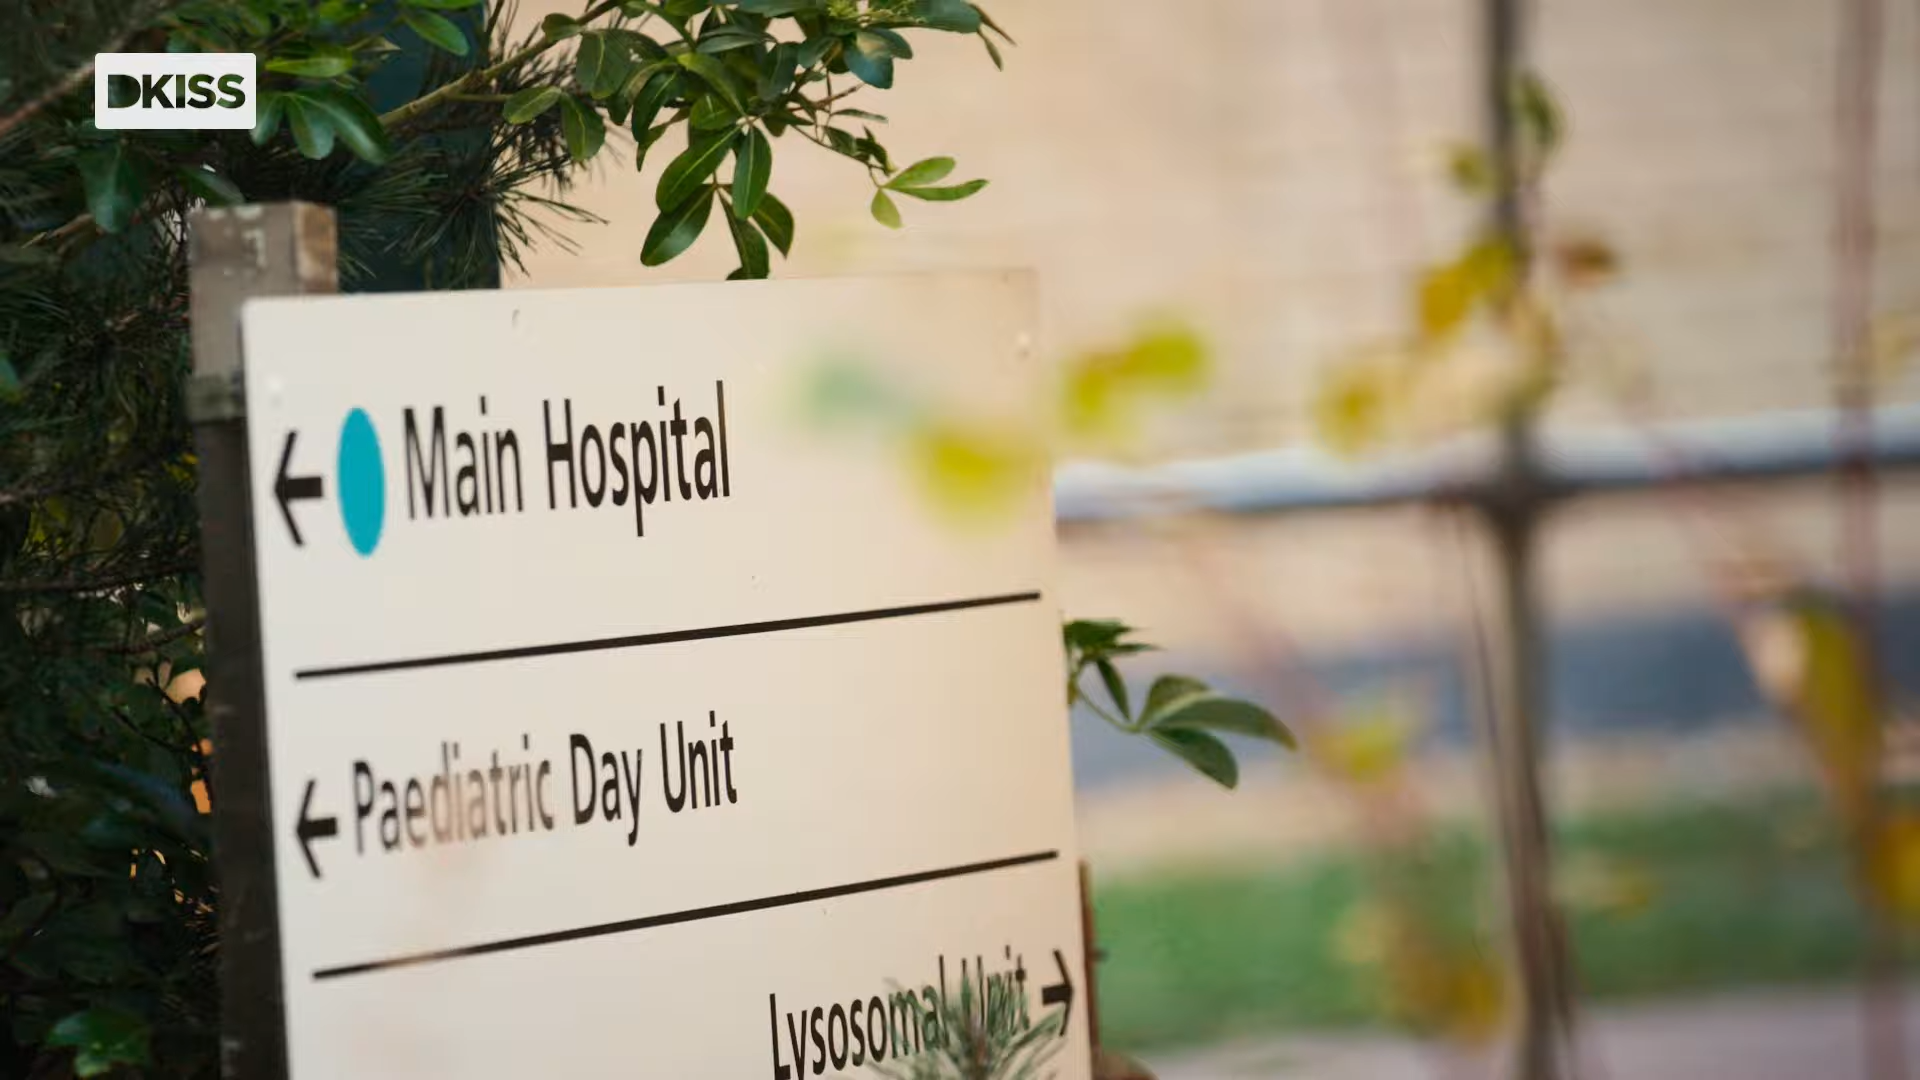 DKISS
← Main Hospital
← Paediatric Day Unit
Lysosomal Unit →